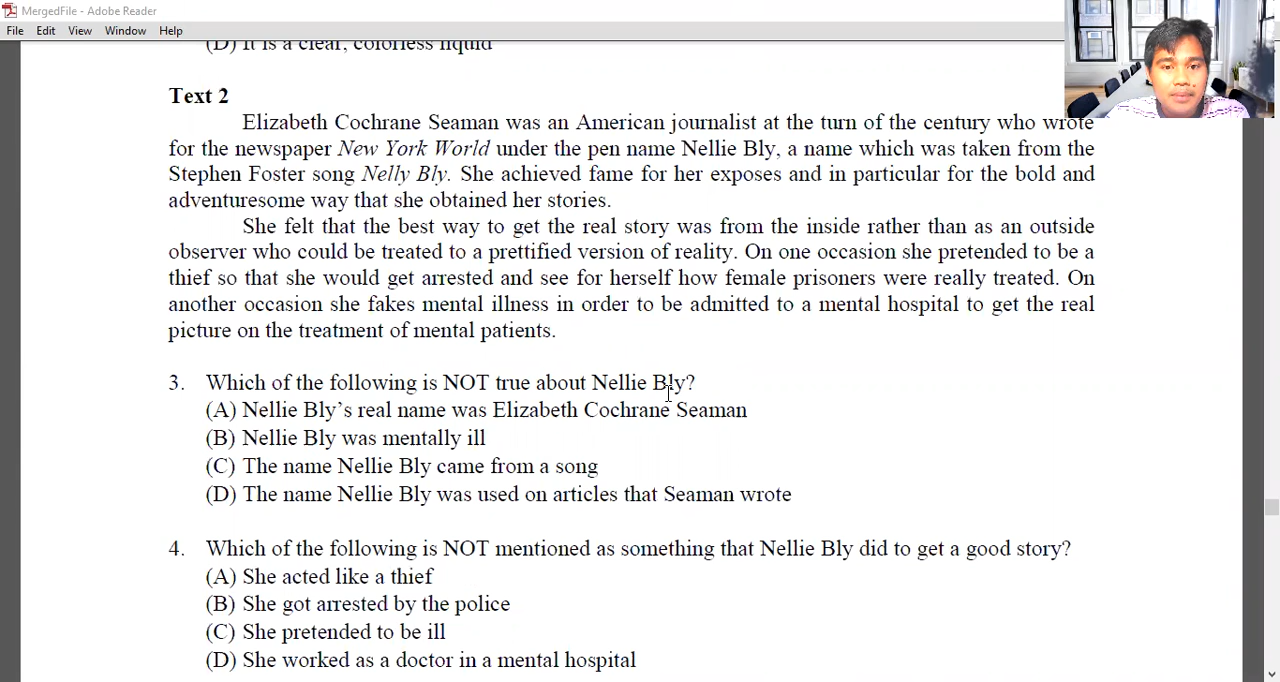 MergedFile - Adobe Reader
File Edit View Window Help
(D) It is a clear, colorless liquid
Text 2
Elizabeth Cochrane Seaman was an American journalist at the turn of the century who wrote
for the newspaper New York World under the pen name Nellie Bly, a name which was taken from the
Stephen Foster song Nelly Bly. She achieved fame for her exposes and in particular for the bold and
adventuresome way that she obtained her stories.
She felt that the best way to get the real story was from the inside rather than as an outside
observer who could be treated to a prettified version of reality. On one occasion she pretended to be a
thief so that she would get arrested and see for herself how female prisoners were really treated. On
another occasion she fakes mental illness in order to be admitted to a mental hospital to get the real
picture on the treatment of mental patients.
3. Which of the following is NOT true about Nellie Bly?
(A) Nellie Bly’s real name was Elizabeth Cochrane Seaman
(B) Nellie Bly was mentally ill
(C) The name Nellie Bly came from a song
(D) The name Nellie Bly was used on articles that Seaman wrote
4. Which of the following is NOT mentioned as something that Nellie Bly did to get a good story?
(A) She acted like a thief
(B) She got arrested by the police
(C) She pretended to be ill
(D) She worked as a doctor in a mental hospital